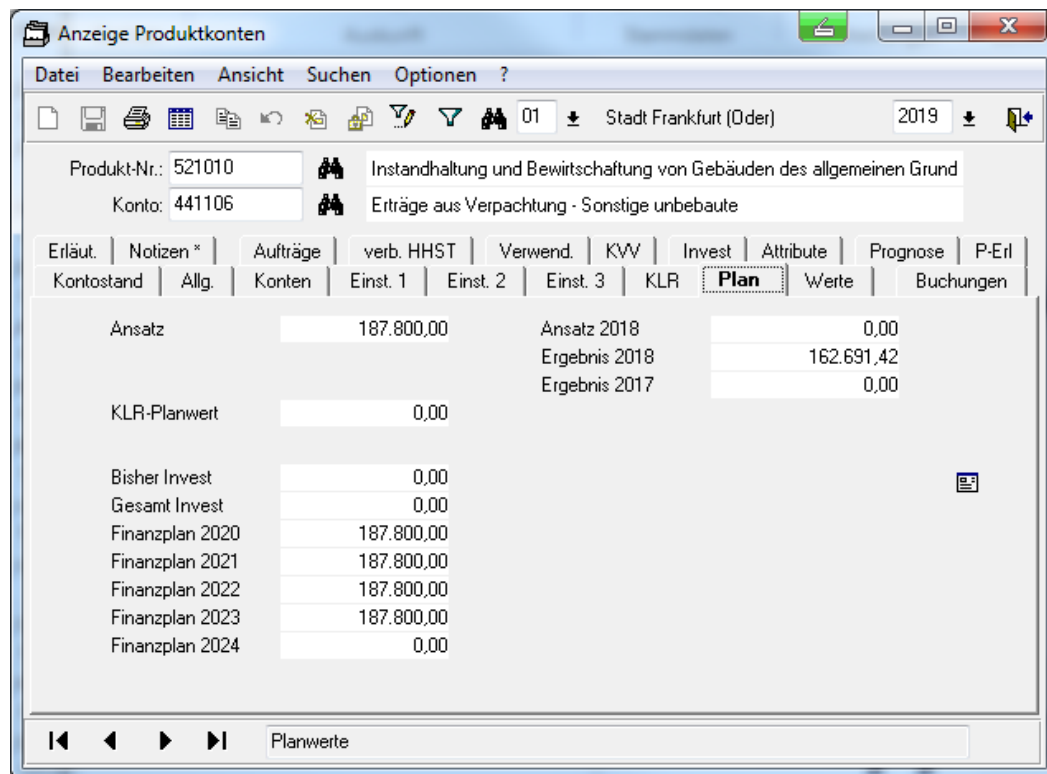 Anzeige Produktkonten
Datei Bearbeiten Ansicht Suchen Optionen ?
01 Stadt Frankfurt (Oder) 2019
Produkt-Nr.: 521010 Instandhaltung und Bewirtschaftung von Gebäuden des allgemeinen Grund
Konto: 441106 Erträge aus Verpachtung - Sonstige unbebaute
Erläut. Notizen * Aufträge verb. HHST Verwend. KVV Invest Attribute Prognose P-Erl
Kontostand Allg. Konten Einst. 1 Einst. 2 Einst. 3 KLR Plan Werte Buchungen
Ansatz 187.800,00 Ansatz 2018 0,00
Ergebnis 2018 162.691,42
Ergebnis 2017 0,00
KLR-Planwert 0,00
Bisher Invest 0,00
Gesamt Invest 0,00
Finanzplan 2020 187.800,00
Finanzplan 2021 187.800,00
Finanzplan 2022 187.800,00
Finanzplan 2023 187.800,00
Finanzplan 2024 0,00
Planwerte